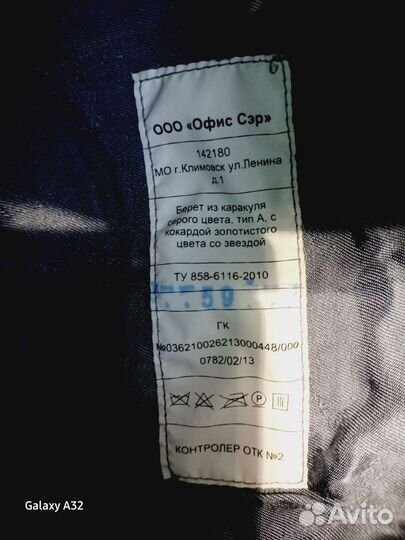 ООО «Офис Сэр»
142180
МО г.Климовск ул.Ленина
д.1
Берет из каракуля
серого цвета, тип А, с
кокардой золотистого
цвета со звездой
ТУ 858-6116-2010
59
ГК
№0362100262130000448/000
0782/02/13
P
КОНТРОЛЕР ОТК №2
Galaxy A32
Avito